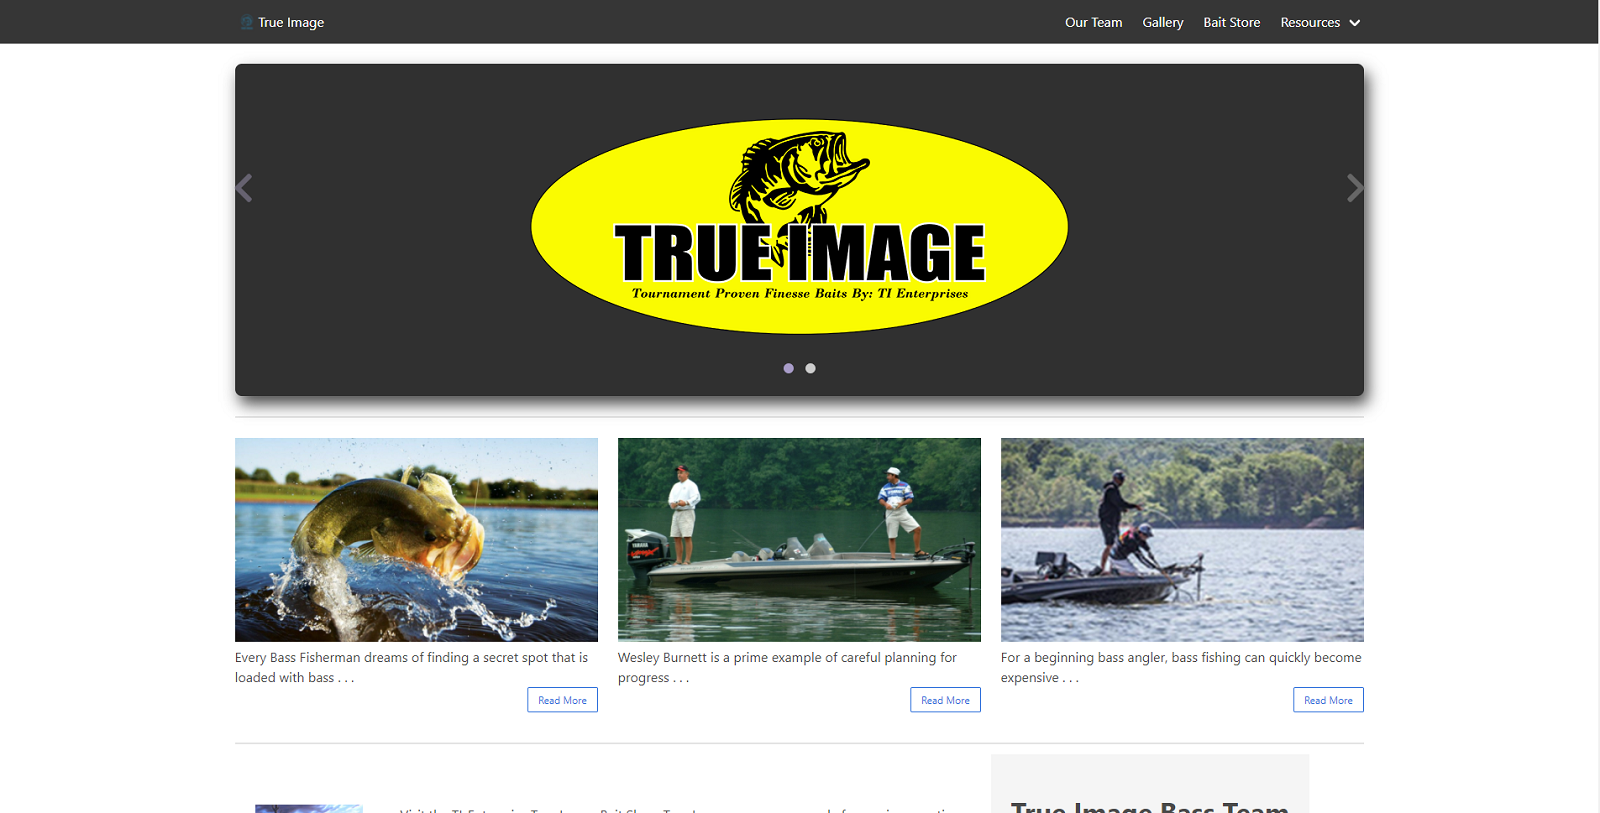 True Image
Our Team
Gallery
Bait Store
Resources
TRUE IMAGE
Tournament Proven Finesse Baits By: TI Enterprises
Every Bass Fisherman dreams of finding a secret spot that is
loaded with bass . . .
Read More
Wesley Burnett is a prime example of careful planning for
progress . . .
Read More
For a beginning bass angler, bass fishing can quickly become
expensive . . .
Read More
True Image Bass Team